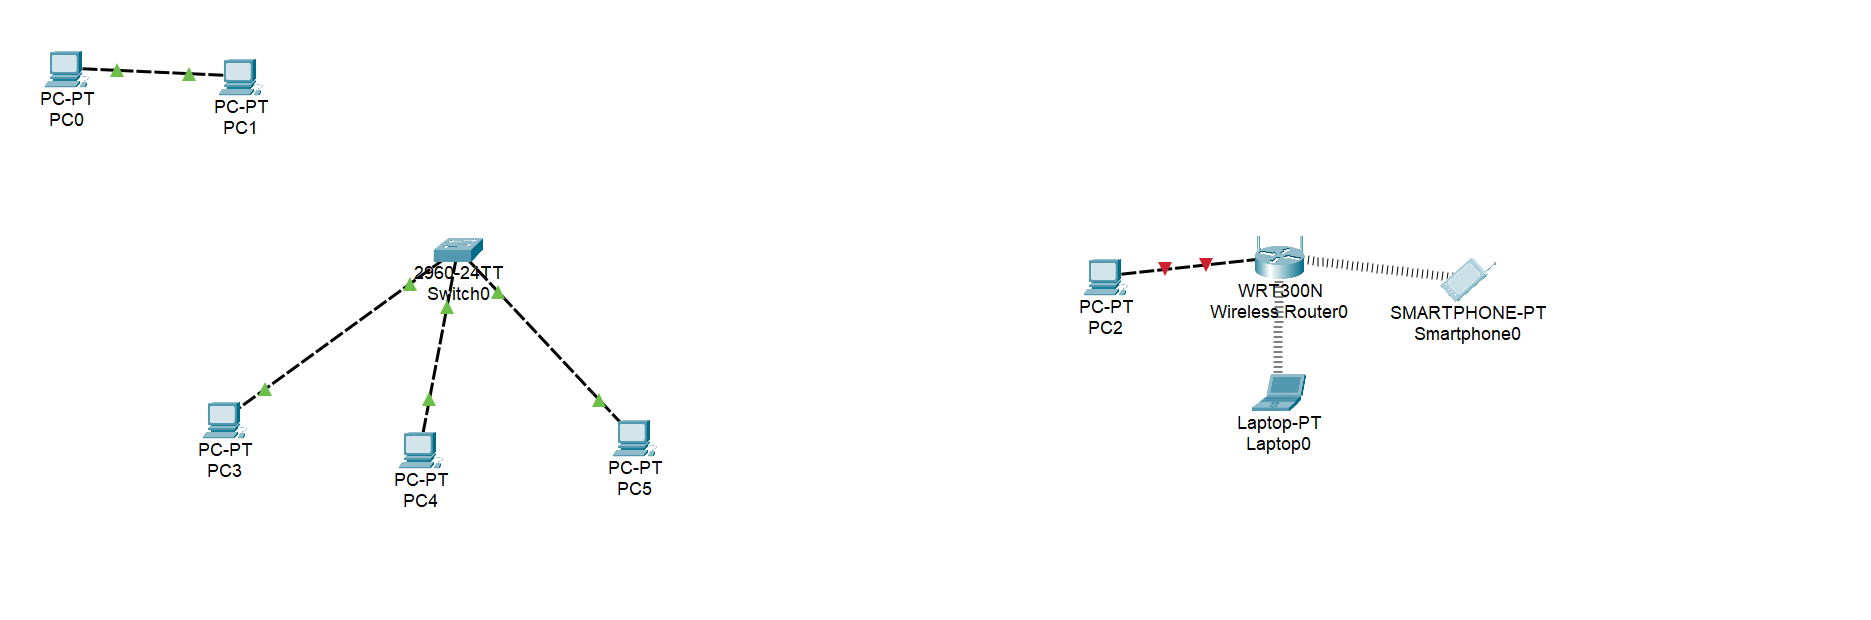 PC-PT
PC0
PC-PT
PC1
2960-24TT
Switch0
PC-PT
PC3
PC-PT
PC4
PC-PT
PC5
PC-PT
PC2
WRT300N
Wireless Router0
SMARTPHONE-PT
Smartphone0
Laptop-PT
Laptop0